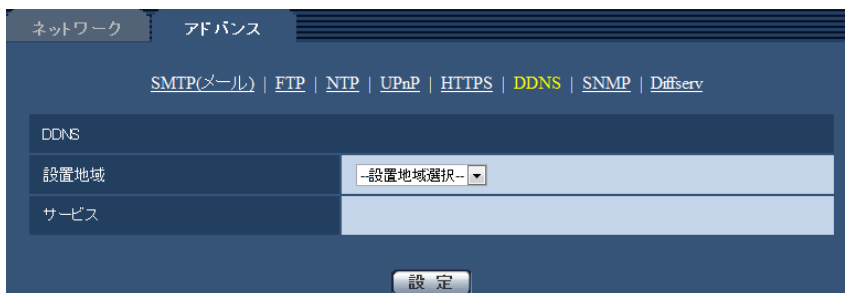 ネットワーク アドバンス
SMTP(メール) | FTP | NTP | UPnP | HTTPS | DDNS | SNMP | Diffserv
DDNS
設置地域 --設置地域選択--
サービス
設 定